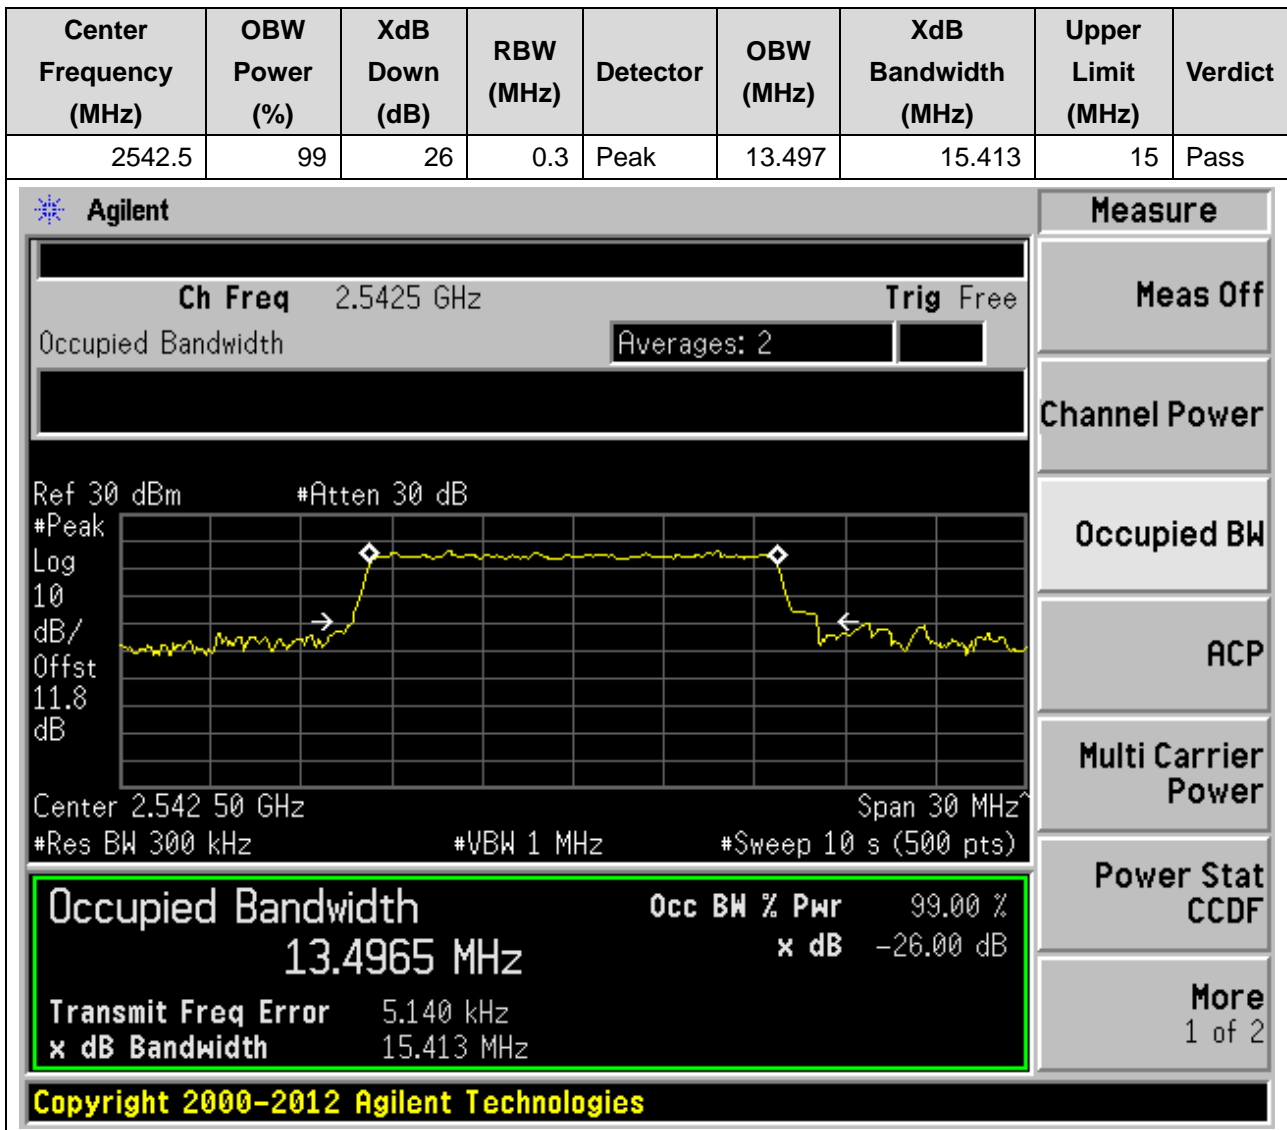 Center Frequency (MHz) OBW Power (%) XdB Down (dB) RBW (MHz) Detector OBW (MHz) XdB Bandwidth (MHz) Upper Limit (MHz) Verdict
2542.5 99 26 0.3 Peak 13.497 15.413 15 Pass
Agilent
Measure
Ch Freq 2.5425 GHz Trig Free
Meas Off
Occupied Bandwidth Averages: 2
Channel Power
Ref 30 dBm #Atten 30 dB
#Peak
Log
10
dB/
Offst
11.8
dB
Occupied BW
ACP
Center 2.542 50 GHz Span 30 MHz^
#Res BW 300 kHz #VBW 1 MHz #Sweep 10 s (500 pts)
Multi Carrier
Power
Occupied Bandwidth Occ BW % Pwr 99.00 %
13.4965 MHz x dB -26.00 dB
Power Stat
CCDF
Transmit Freq Error 5.140 kHz
x dB Bandwidth 15.413 MHz
More
1 of 2
Copyright 2000-2012 Agilent Technologies